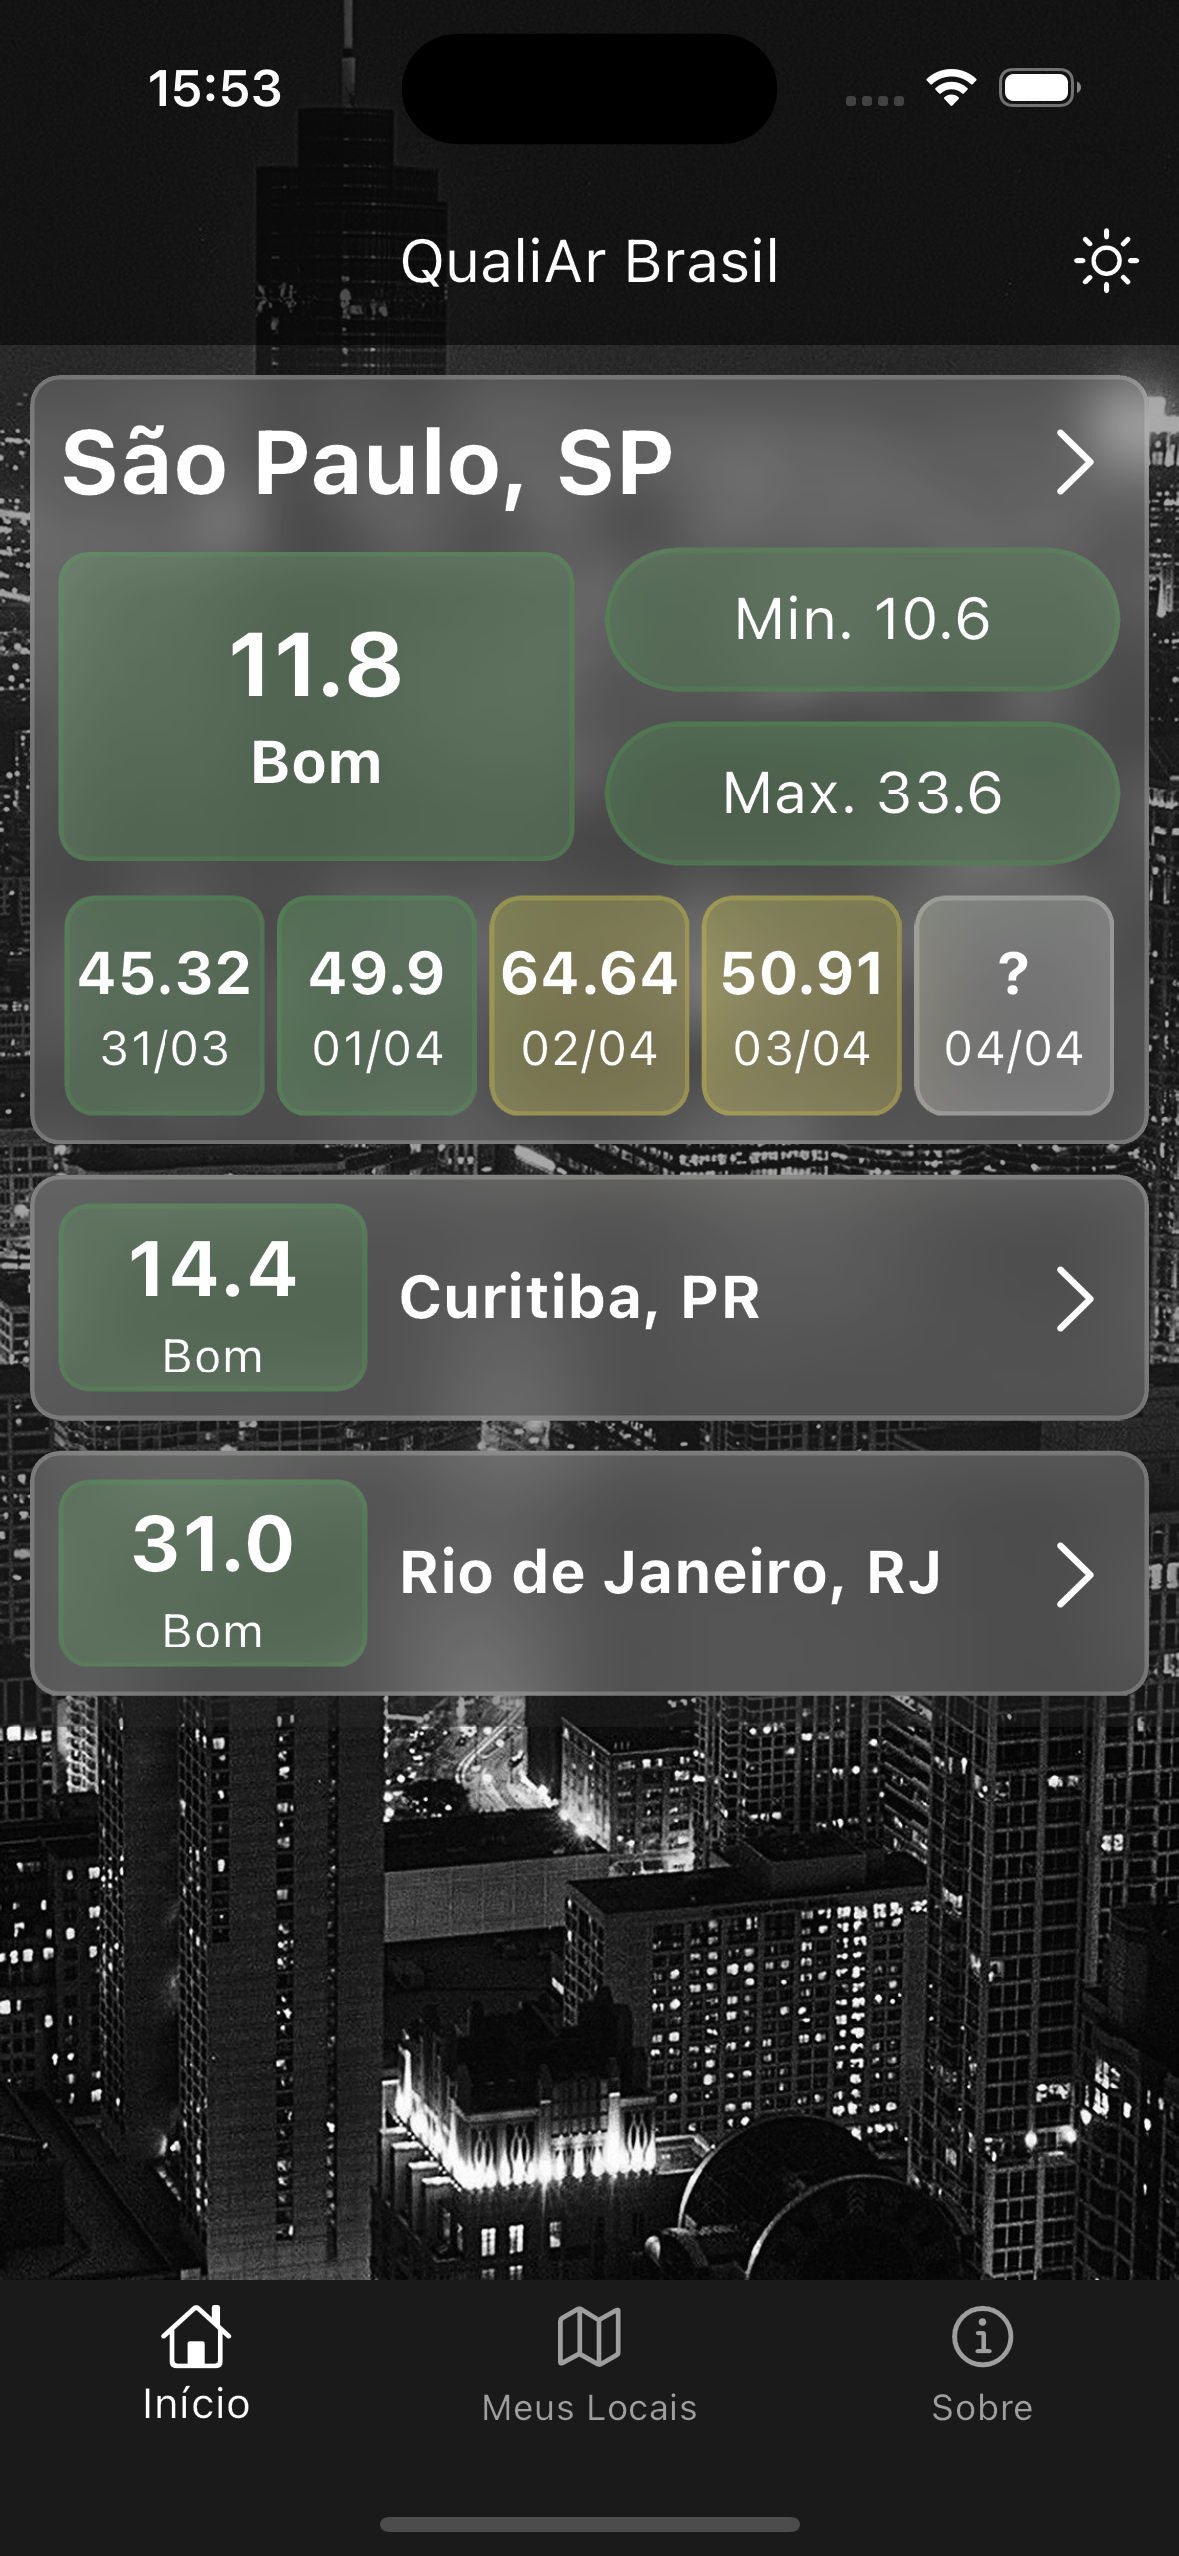 15:53
QualiAr Brasil
São Paulo, SP
11.8
Bom
Min. 10.6
Max. 33.6
45.32
31/03
49.9
01/04
64.64
02/04
50.91
03/04
?
04/04
14.4
Bom
Curitiba, PR
31.0
Bom
Rio de Janeiro, RJ
Início
Meus Locais
Sobre